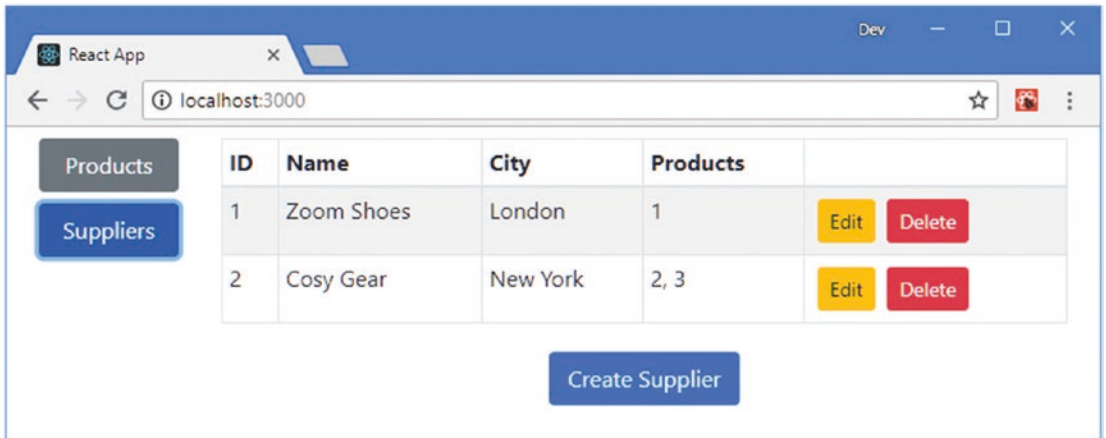 Dev
React App
localhost:3000
Products
Suppliers
ID Name City Products
1 Zoom Shoes London 1 Edit Delete
2 Cosy Gear New York 2, 3 Edit Delete
Create Supplier